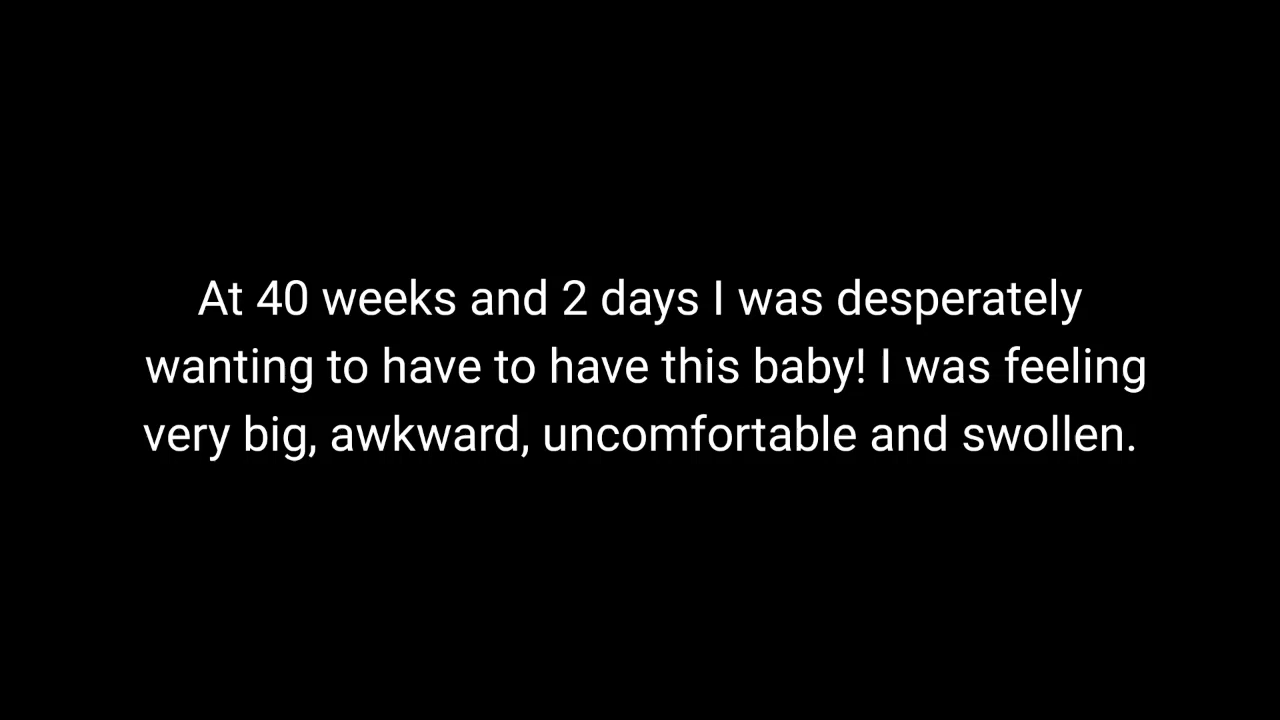 At 40 weeks and 2 days I was desperately
wanting to have to have this baby! I was feeling
very big, awkward, uncomfortable and swollen.